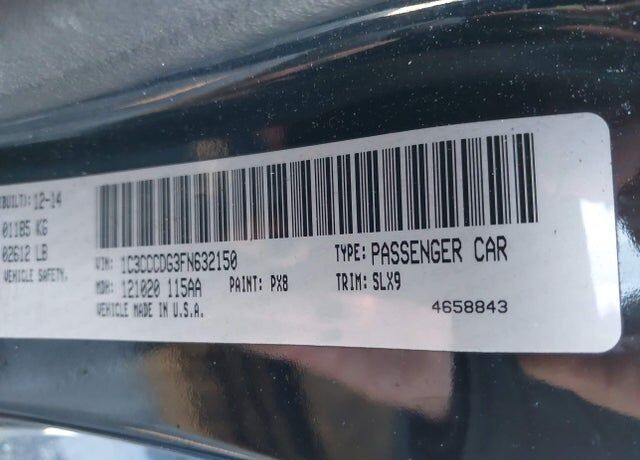 BUILT): 12-14
01185 KG
02612 LB
VEHICLE SAFETY.
VIN: 1C3CCCDG3FN632150 TYPE: PASSENGER CAR
MDH: 121020 115AA PAINT: PX8 TRIM: SLX9
VEHICLE MADE IN U.S.A. 4658843